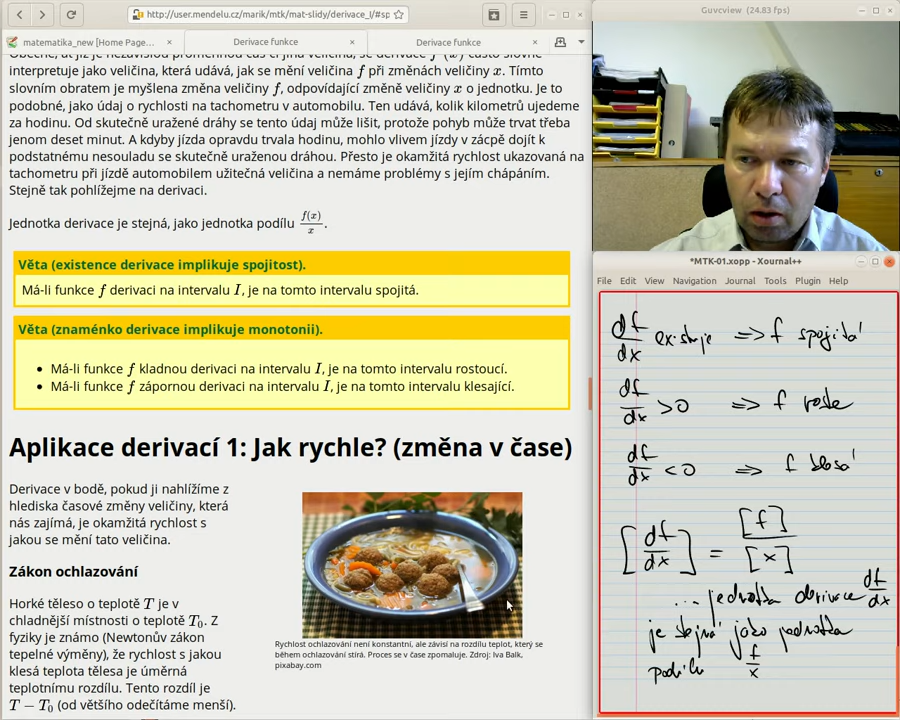 http://user.mendelu.cz/marik/mtk/mat-slidy/derivace_I/#sp
Guvcview (24.83 fps)
matematika_new [Home Page...
Derivace funkce
Derivace funkce
interpretuje jako veličina, která udává, jak se mění veličina f při změnách veličiny x. Tímto
slovním obratem je myšlena změna veličiny f, odpovídající změně veličiny x o jednotku. Je to
podobné, jako údaj o rychlosti na tachometru v automobilu. Ten udává, kolik kilometrů ujedeme
za hodinu. Od skutečně uražené dráhy se tento údaj může lišit, protože pohyb může trvat třeba
jenom deset minut. A kdyby jízda opravdu trvala hodinu, mohlo vlivem jízdy v zácpě dojít k
podstatnému nesouladu se skutečně uraženou dráhou. Přesto je okamžitá rychlost ukazovaná na
tachometru při jízdě automobilem užitečná veličina a nemáme problémy s jejím chápáním.
Stejně tak pohlížejme na derivaci.
Jednotka derivace je stejná, jako jednotka podílu f(x)/x.
Věta (existence derivace implikuje spojitost).
Má-li funkce f derivaci na intervalu I, je na tomto intervalu spojitá.
Věta (znaménko derivace implikuje monotonii).
• Má-li funkce f kladnou derivaci na intervalu I, je na tomto intervalu rostoucí.
• Má-li funkce f zápornou derivaci na intervalu I, je na tomto intervalu klesající.
Aplikace derivací 1: Jak rychle? (změna v čase)
Derivace v bodě, pokud ji nahlížíme z
hlediska časové změny veličiny, která
nás zajímá, je okamžitá rychlost s
jakou se mění tato veličina.
Zákon ochlazování
Horké těleso o teplotě T je v
chladnější místnosti o teplotě T₀. Z
fyziky je známo (Newtonův zákon
tepelné výměny), že rychlost s jakou
klesá teplota tělesa je úměrná
teplotnímu rozdílu. Tento rozdíl je
T − T₀ (od většího odečítáme menší).
Rychlost ochlazování není konstantní, ale závisí na rozdílu teplot, který se
během ochlazování stírá. Proces se v čase zpomaluje. Zdroj: Iva Balk,
pixabay.com
*MTK-01.xopp - Xournal++
File Edit View Navigation Journal Tools Plugin Help
df/dx existuje => f spojitá
df/dx > 0 => f roste
df/dx < 0 => f klesá
[df/dx] = [f]/[x]
... jednotka derivace df/dx
je stejná jako jednotka
podílu f/x